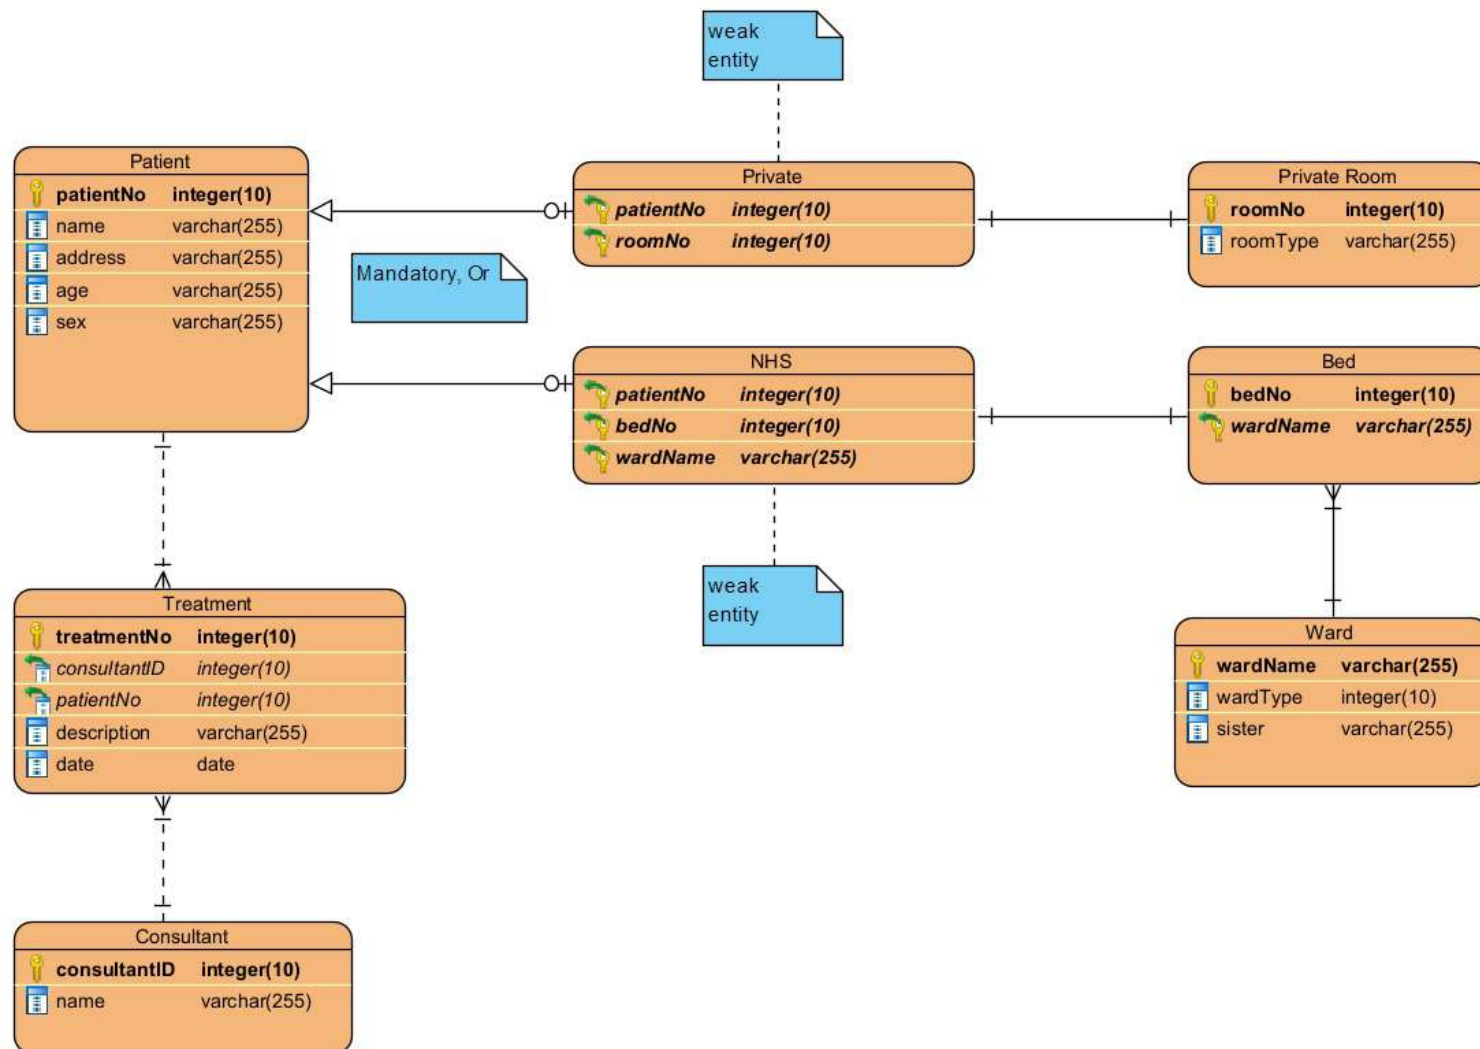 weak
entity
Patient
patientNo integer(10)
name varchar(255)
address varchar(255)
age varchar(255)
sex varchar(255)
Mandatory, Or
Private
patientNo integer(10)
roomNo integer(10)
Private Room
roomNo integer(10)
roomType varchar(255)
NHS
patientNo integer(10)
bedNo integer(10)
wardName varchar(255)
Bed
bedNo integer(10)
wardName varchar(255)
weak
entity
Treatment
treatmentNo integer(10)
consultantID integer(10)
patientNo integer(10)
description varchar(255)
date date
Ward
wardName varchar(255)
wardType integer(10)
sister varchar(255)
Consultant
consultantID integer(10)
name varchar(255)